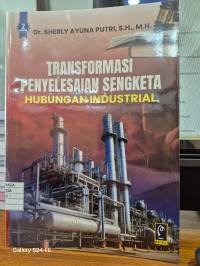 Dr. SHERLY AYUNA PUTRI, S.H., M.H.
TRANSFORMASI
PENYELESAIAN SENGKETA
HUBUNGAN INDUSTRIAL
Galaxy S24 FE